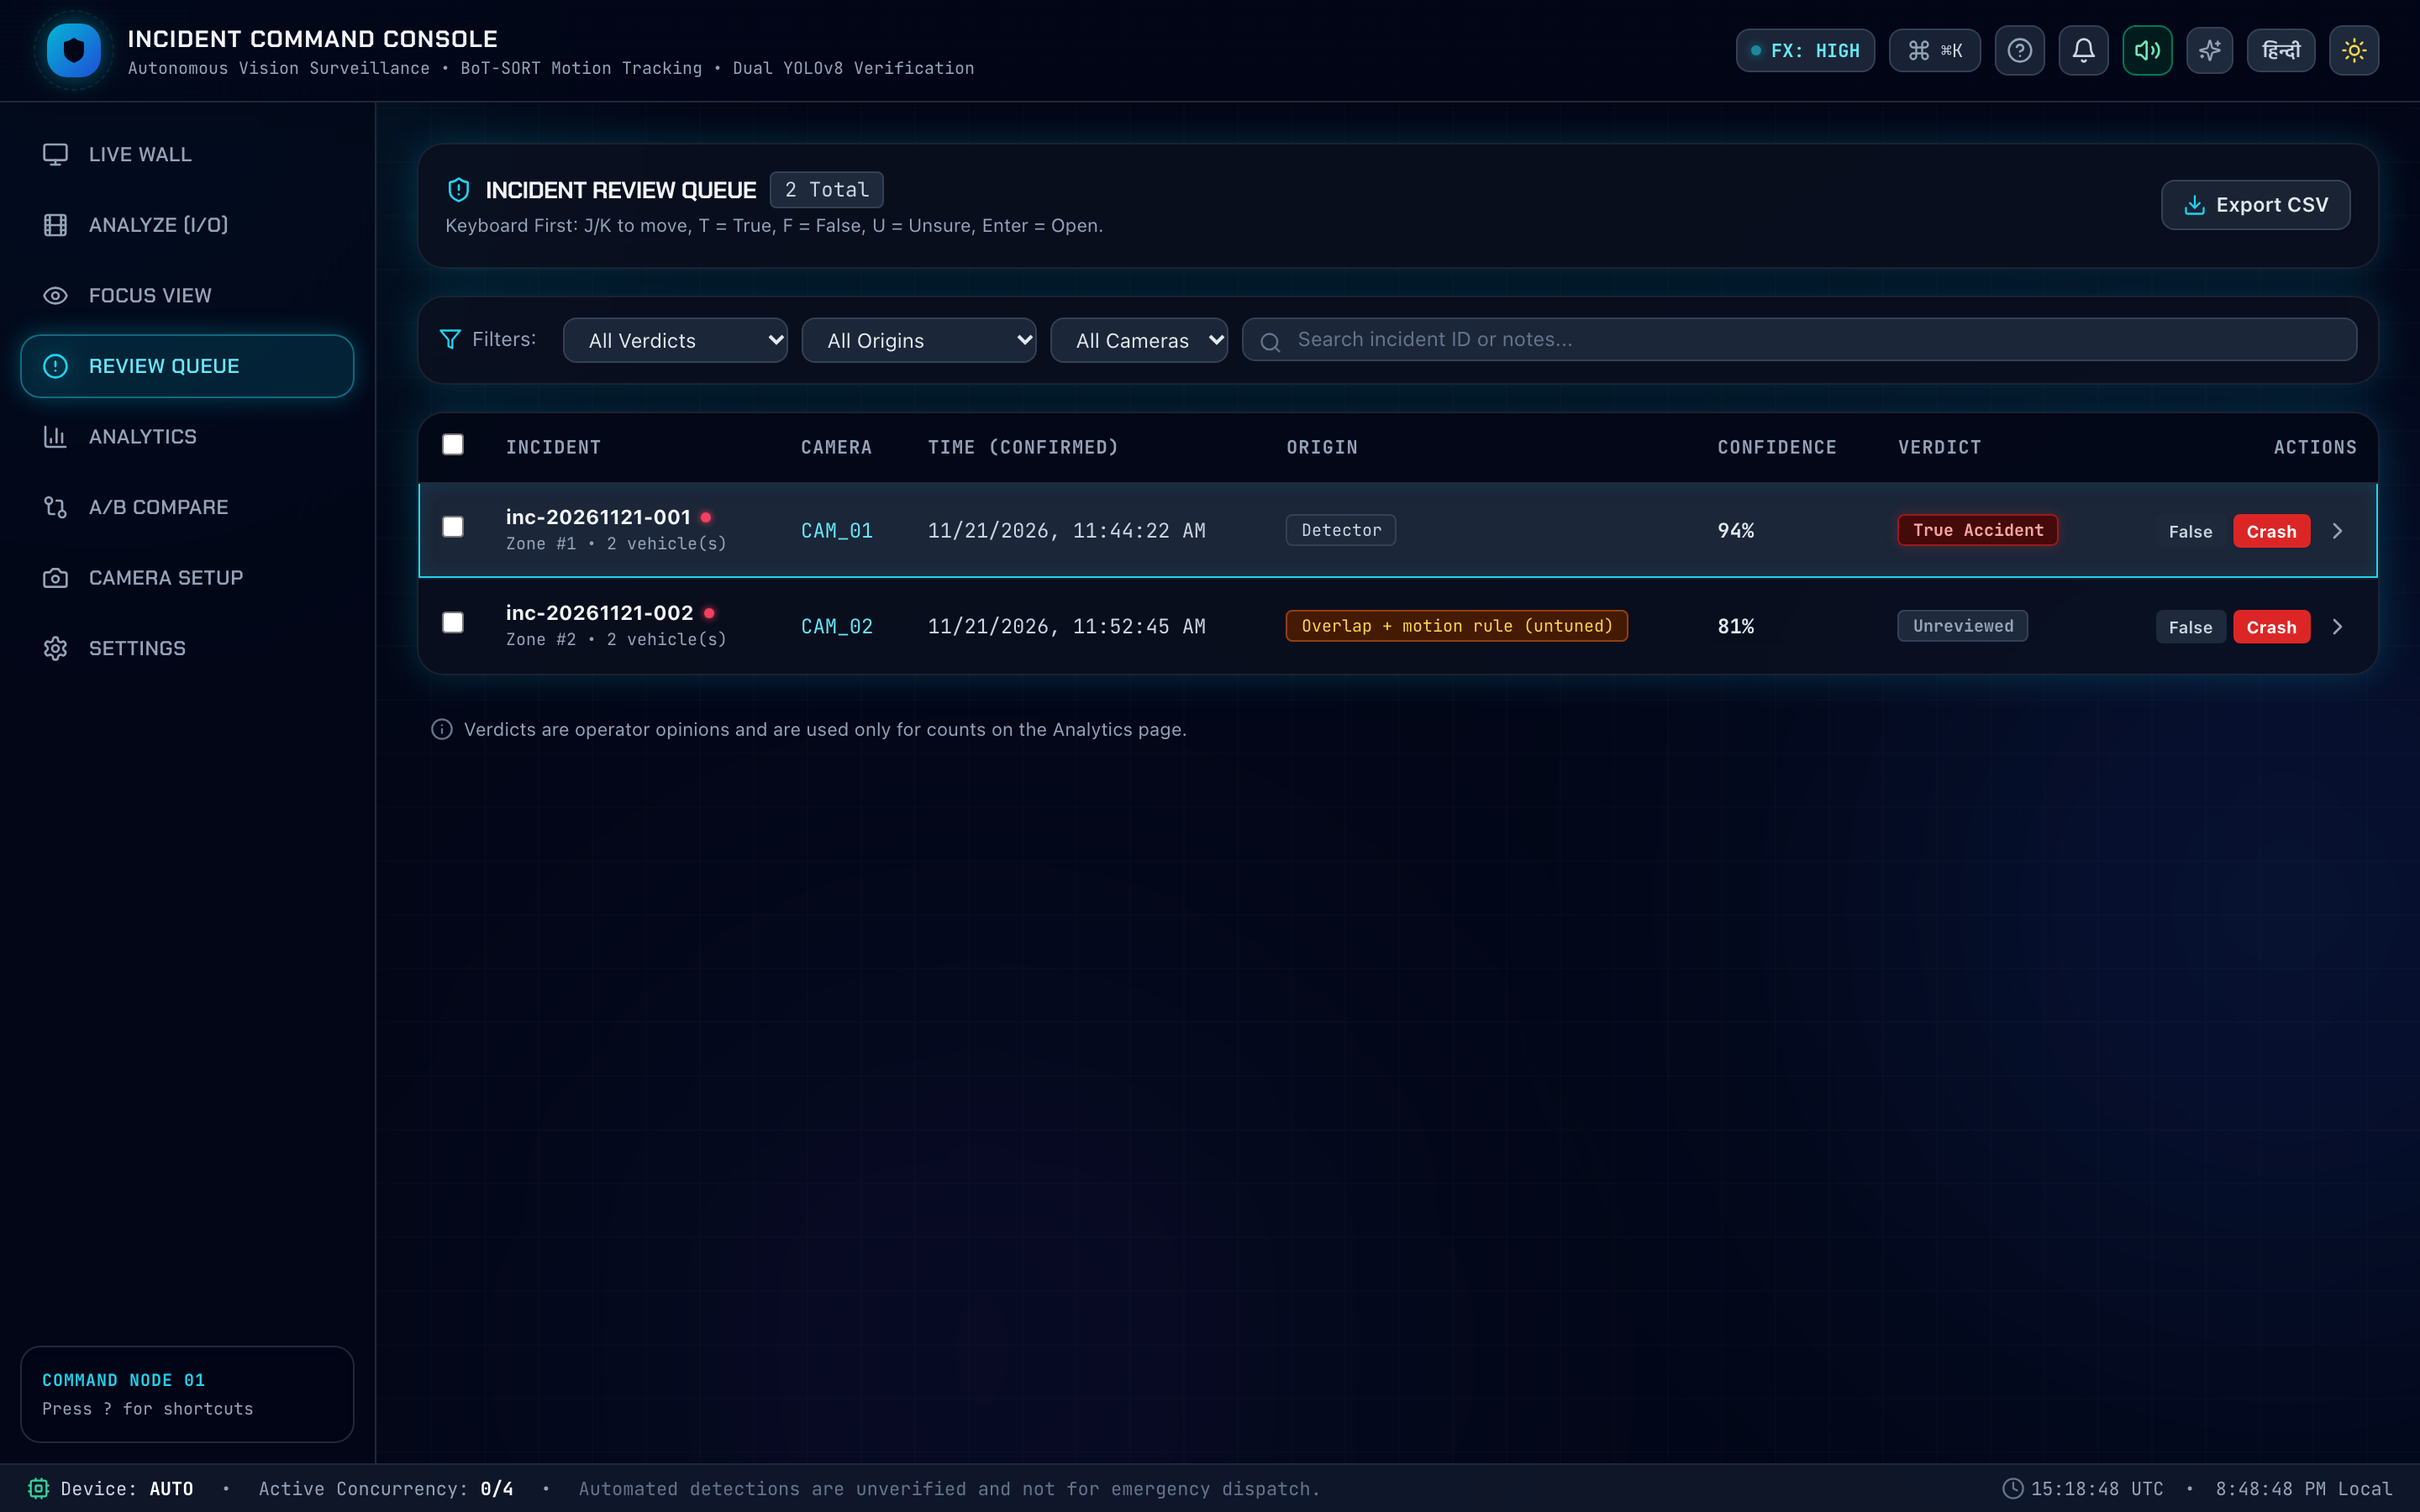 INCIDENT COMMAND CONSOLE
Autonomous Vision Surveillance • BoT-SORT Motion Tracking • Dual YOLOv8 Verification
FX: HIGH
⌘K
हिन्दी
LIVE WALL
ANALYZE (I/O)
FOCUS VIEW
REVIEW QUEUE
ANALYTICS
A/B COMPARE
CAMERA SETUP
SETTINGS
COMMAND NODE 01
Press ? for shortcuts
INCIDENT REVIEW QUEUE 2 Total
Keyboard First: J/K to move, T = True, F = False, U = Unsure, Enter = Open.
Export CSV
Filters: All Verdicts All Origins All Cameras Search incident ID or notes...
INCIDENT CAMERA TIME (CONFIRMED) ORIGIN CONFIDENCE VERDICT ACTIONS
inc-20261121-001
Zone #1 • 2 vehicle(s)
CAM_01 11/21/2026, 11:44:22 AM Detector 94% True Accident False Crash
inc-20261121-002
Zone #2 • 2 vehicle(s)
CAM_02 11/21/2026, 11:52:45 AM Overlap + motion rule (untuned) 81% Unreviewed False Crash
Verdicts are operator opinions and are used only for counts on the Analytics page.
Device: AUTO • Active Concurrency: 0/4 • Automated detections are unverified and not for emergency dispatch.
15:18:48 UTC • 8:48:48 PM Local